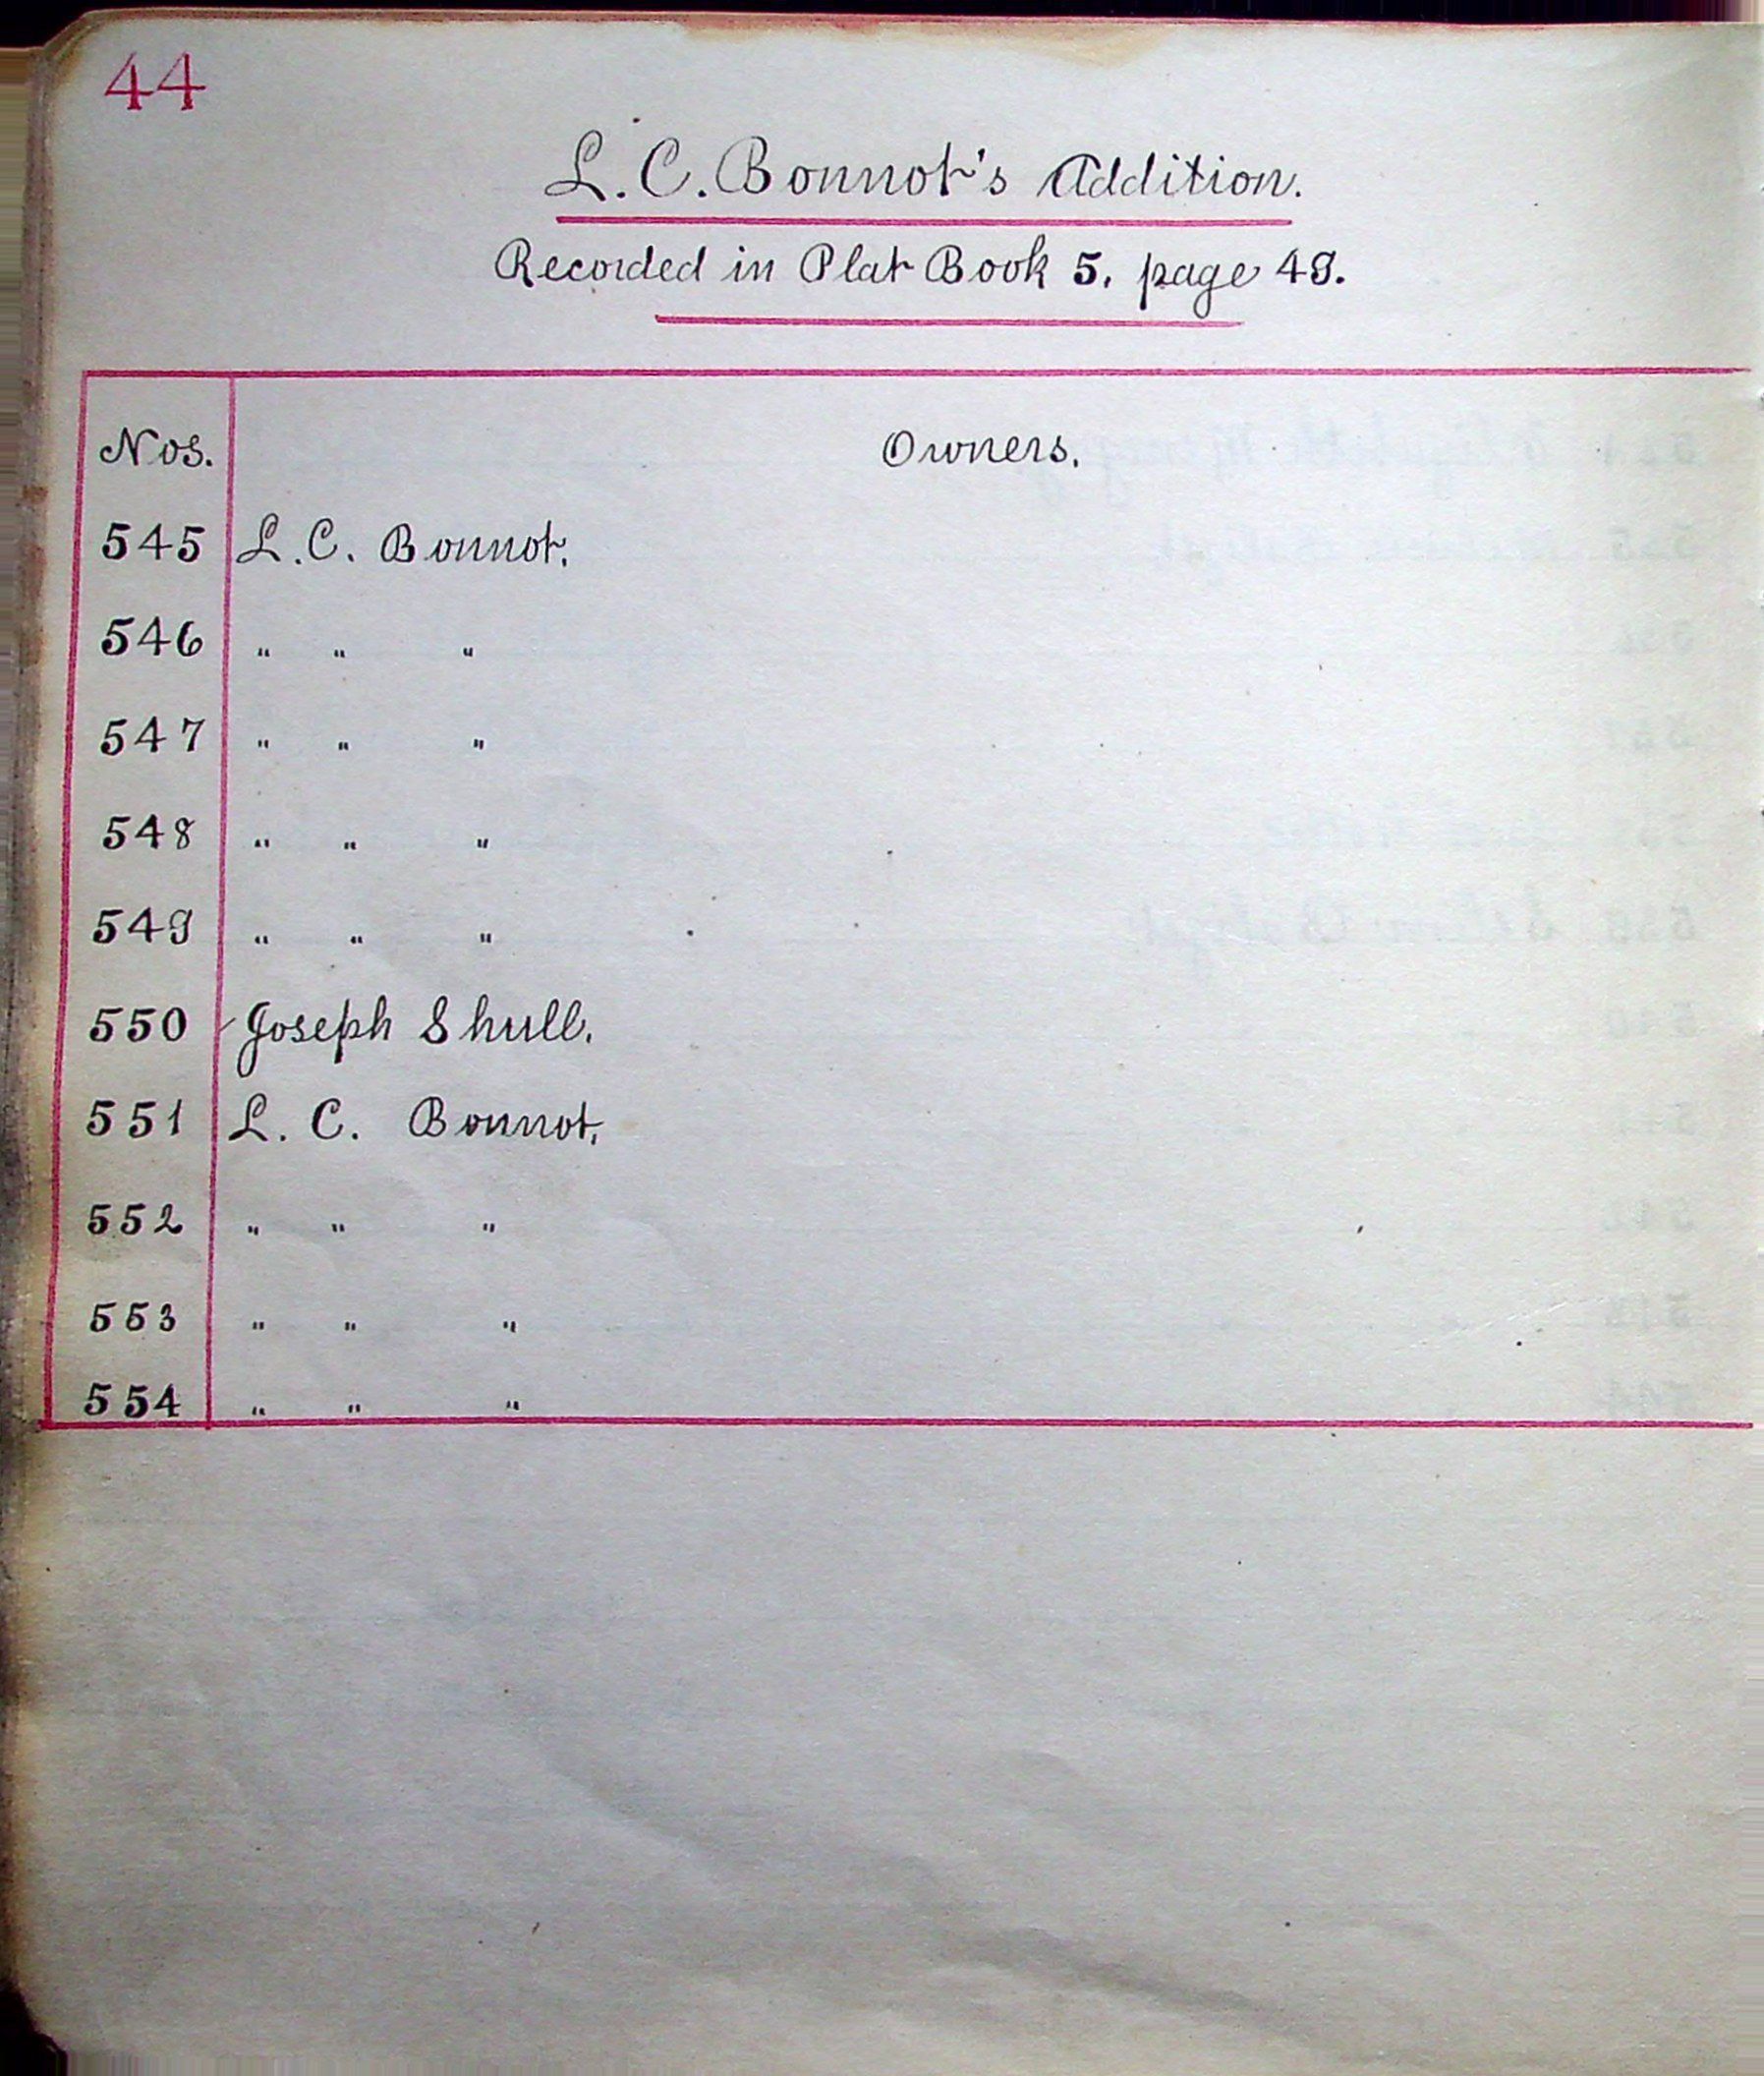 44
L. C. Bonnot's Addition.
Recorded in Plat Book 5, page 49.
Nos. Owners.
545 L. C. Bonnot.
546 " " "
547 " " "
548 " " "
549 " " "
550 Joseph Shull.
551 L. C. Bonnot.
552 " " "
553 " " "
554 " " "